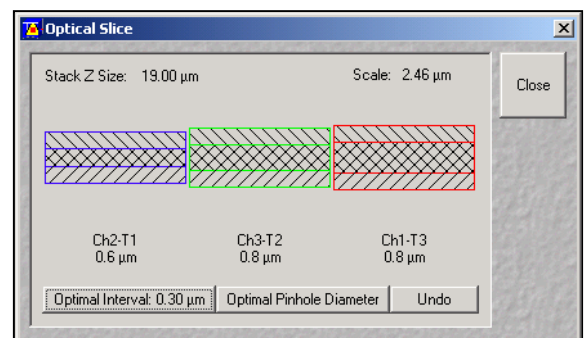 Optical Slice
Stack Z Size: 19.00 µm Scale: 2.46 µm
Close
Ch2-T1 Ch3-T2 Ch1-T3
0.6 µm 0.8 µm 0.8 µm
Optimal Interval: 0.30 µm Optimal Pinhole Diameter Undo